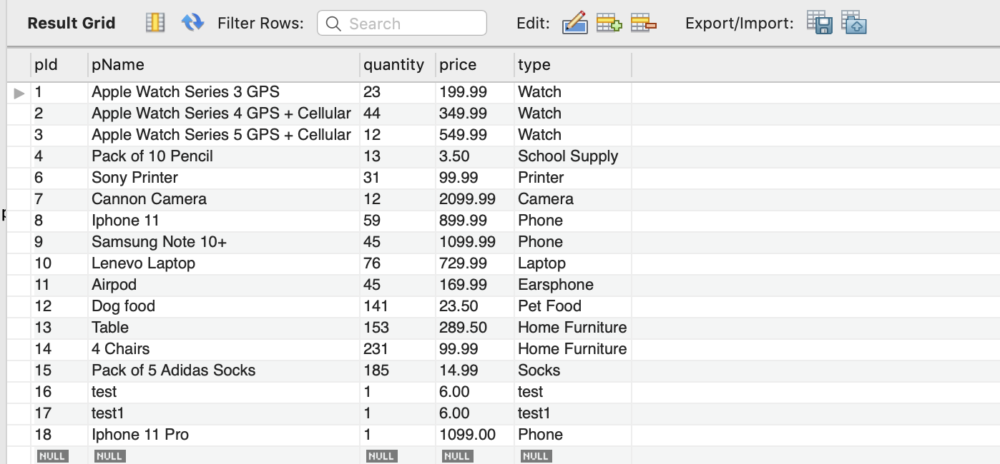 Result Grid Filter Rows: Search Edit: Export/Import:
pId pName quantity price type
1 Apple Watch Series 3 GPS 23 199.99 Watch
2 Apple Watch Series 4 GPS + Cellular 44 349.99 Watch
3 Apple Watch Series 5 GPS + Cellular 12 549.99 Watch
4 Pack of 10 Pencil 13 3.50 School Supply
6 Sony Printer 31 99.99 Printer
7 Cannon Camera 12 2099.99 Camera
8 Iphone 11 59 899.99 Phone
9 Samsung Note 10+ 45 1099.99 Phone
10 Lenevo Laptop 76 729.99 Laptop
11 Airpod 45 169.99 Earsphone
12 Dog food 141 23.50 Pet Food
13 Table 153 289.50 Home Furniture
14 4 Chairs 231 99.99 Home Furniture
15 Pack of 5 Adidas Socks 185 14.99 Socks
16 test 1 6.00 test
17 test1 1 6.00 test1
18 Iphone 11 Pro 1 1099.00 Phone
NULL NULL NULL NULL NULL